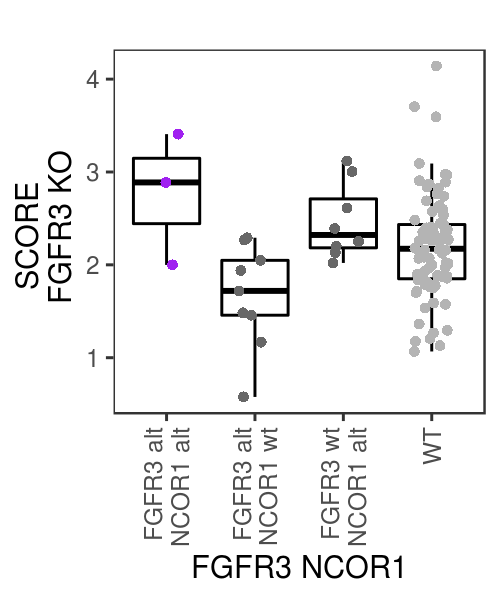 SCORE
FGFR3 KO
4
3
2
1
FGFR3 alt
NCOR1 alt
FGFR3 alt
NCOR1 wt
FGFR3 wt
NCOR1 alt
WT
FGFR3 NCOR1